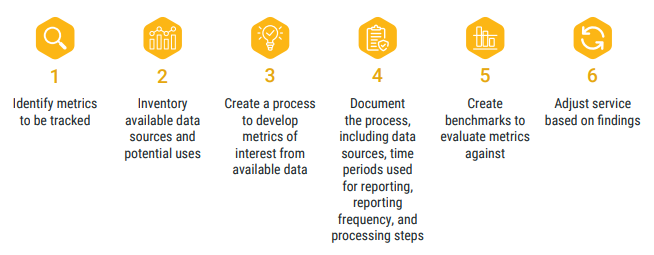 1
Identify metrics
to be tracked
2
Inventory
available data
sources and
potential uses
3
Create a process
to develop
metrics of
interest from
available data
4
Document
the process,
including data
sources, time
periods used
for reporting,
reporting
frequency, and
processing steps
5
Create
benchmarks to
evaluate metrics
against
6
Adjust service
based on findings